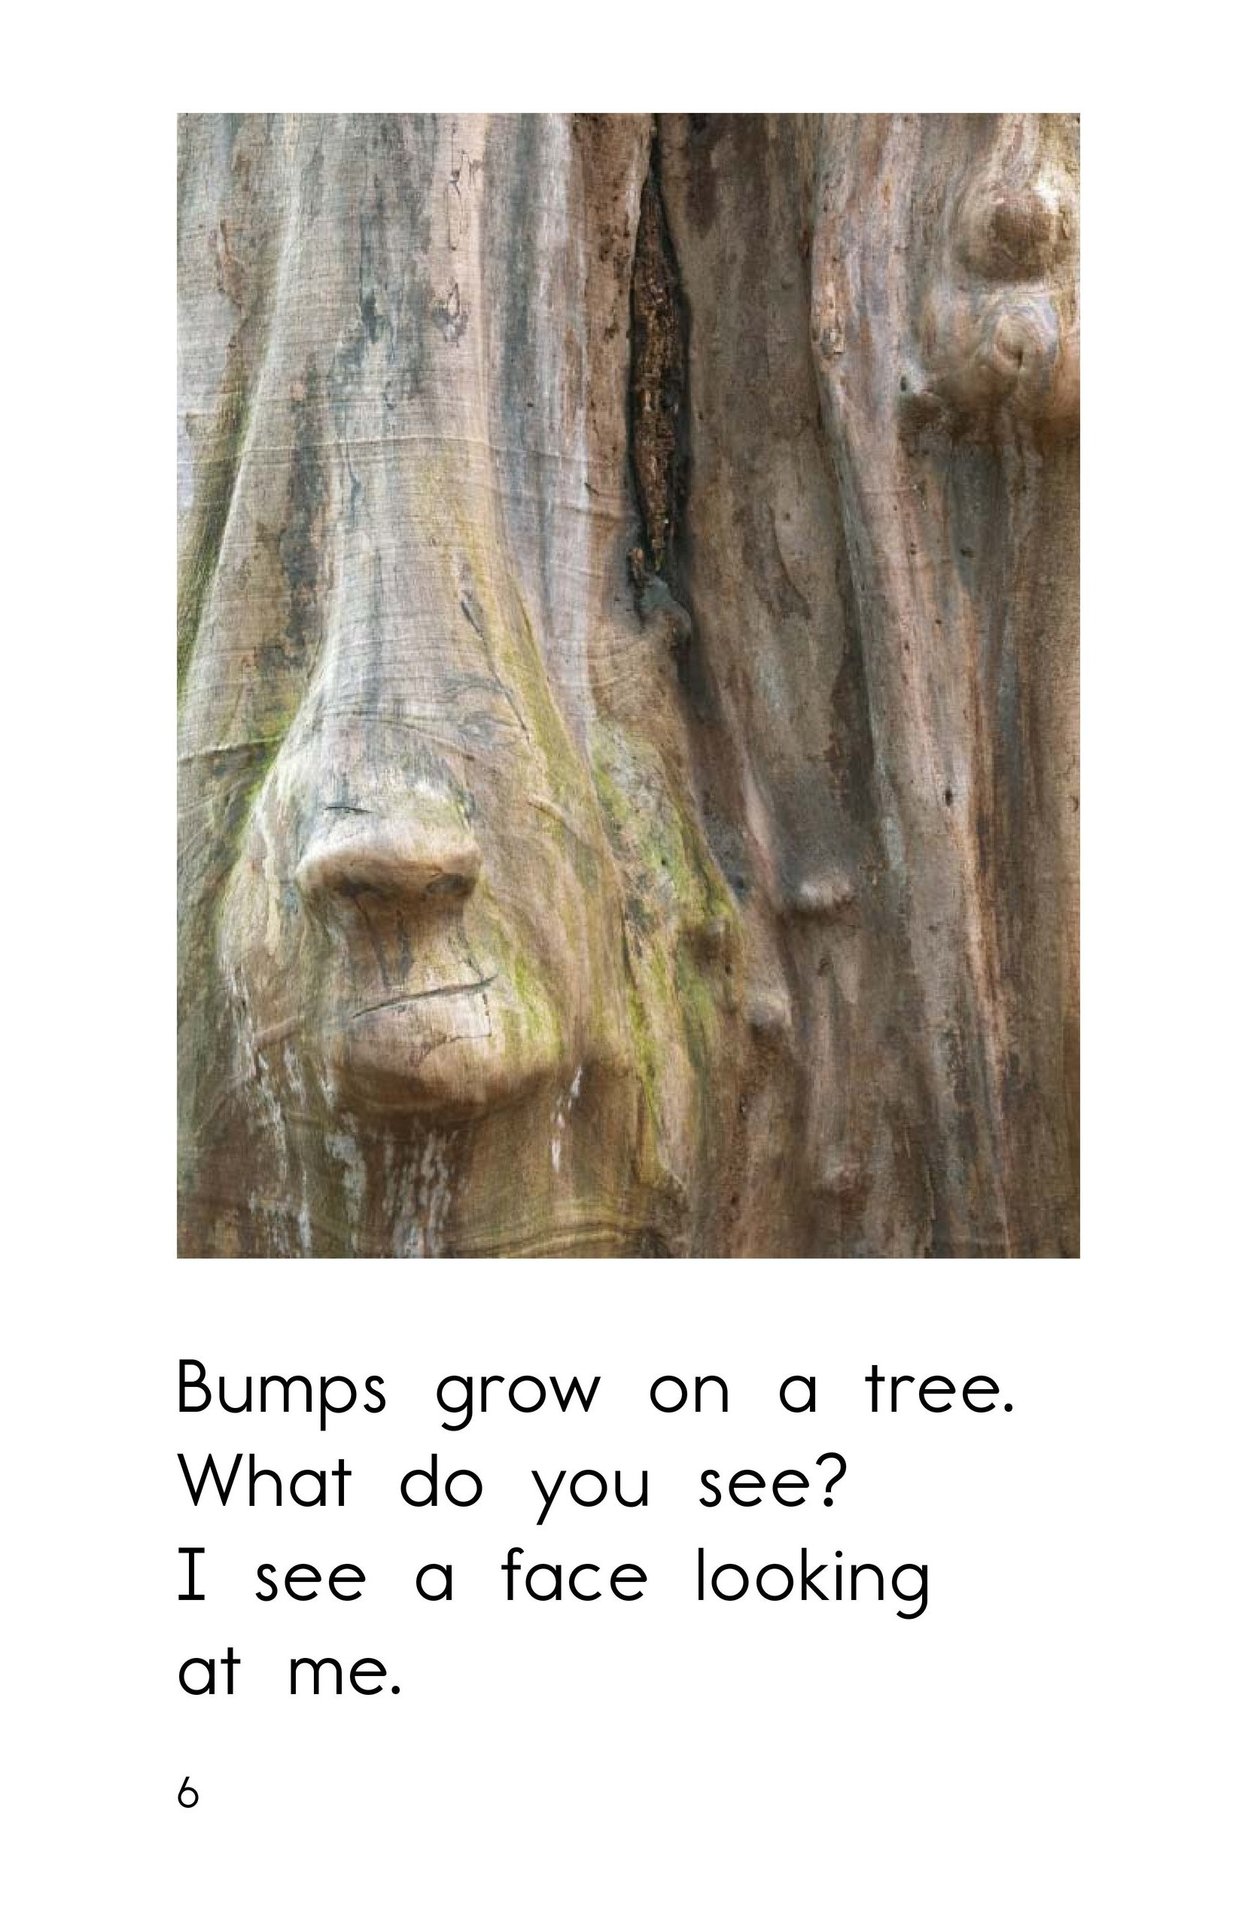 Bumps grow on a tree.
What do you see?
I see a face looking
at me.
6